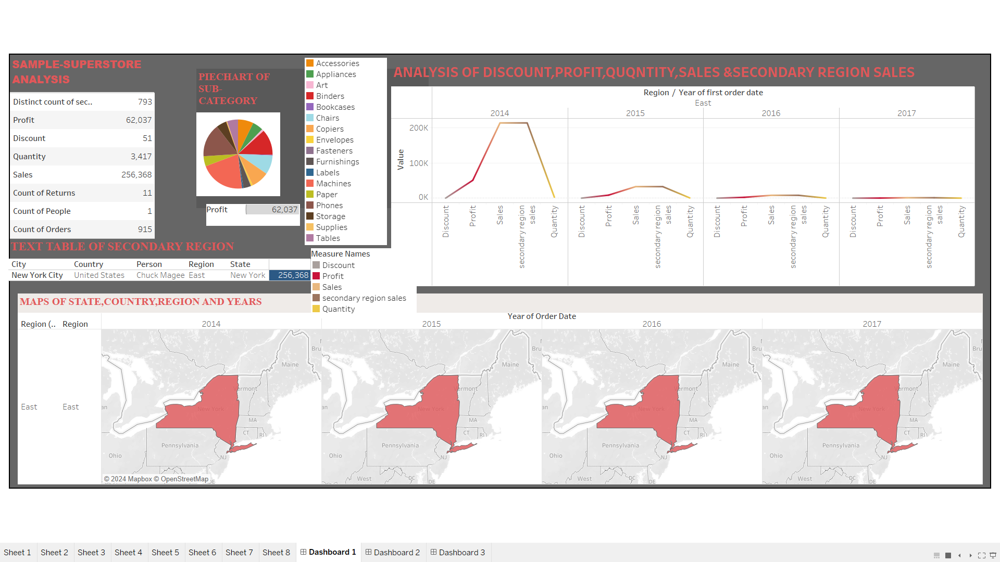 SAMPLE-SUPERSTORE
ANALYSIS
Distinct count of sec.. 793
Profit 62,037
Discount 51
Quantity 3,417
Sales 256,368
Count of Returns 11
Count of People 1
Count of Orders 915
PIECHART OF
SUB-
CATEGORY
Profit 62,037
Accessories
Appliances
Art
Binders
Bookcases
Chairs
Copiers
Envelopes
Fasteners
Furnishings
Labels
Machines
Paper
Phones
Storage
Supplies
Tables
ANALYSIS OF DISCOUNT,PROFIT,QUQNTITY,SALES &SECONDARY REGION SALES
Region / Year of first order date
East
2014 2015 2016 2017
Value
200K
100K
0K
Discount Profit Sales secondary region sales Quantity
Discount Profit Sales secondary region sales Quantity
Discount Profit Sales secondary region sales Quantity
Discount Profit Sales secondary region sales Quantity
TEXT TABLE OF SECONDARY REGION
City Country Person Region State
New York City United States Chuck Magee East New York 256,368
Measure Names
Discount
Profit
Sales
secondary region sales
Quantity
MAPS OF STATE,COUNTRY,REGION AND YEARS
Year of Order Date
Region (.. Region 2014 2015 2016 2017
East East
Bru
Maine
Vermont
an
New York
MA
CT RI
Pennsylvania
Ohio
NJ
DE
© 2024 Mapbox © OpenStreetMap
Bru
Maine
Vermont
an
New York
MA
CT RI
Pennsylvania
Ohio
NJ
West DC
DE
Bru
Maine
Vermont
an
New York
MA
CT RI
Pennsylvania
Ohio
NJ
West DC
DE
Bru
Maine
Vermont
an
New York
MA
CT RI
Pennsylvania
Ohio
NJ
West DC
DE
Sheet 1 Sheet 2 Sheet 3 Sheet 4 Sheet 5 Sheet 6 Sheet 7 Sheet 8 Dashboard 1 Dashboard 2 Dashboard 3